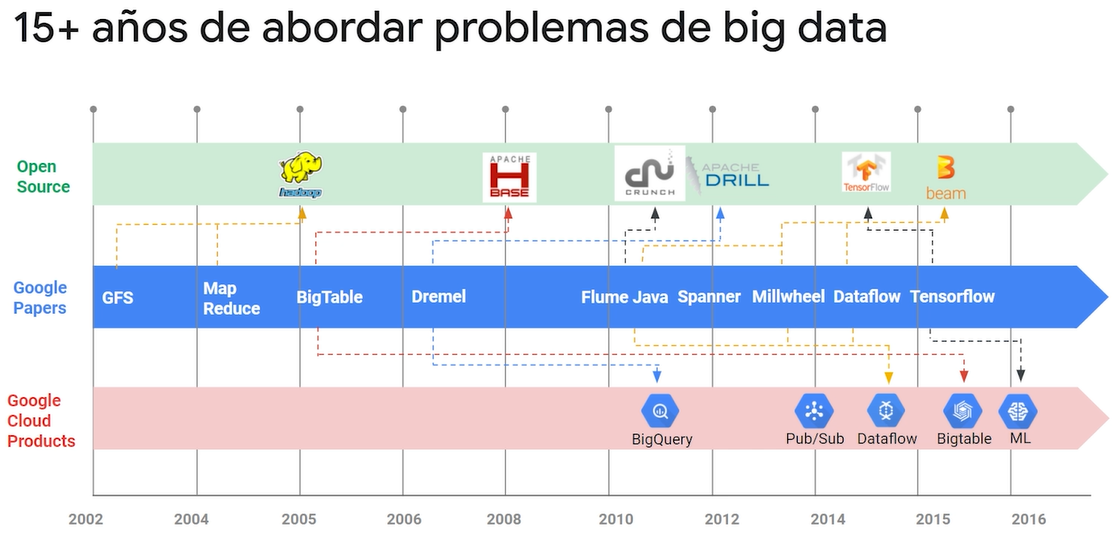 15+ años de abordar problemas de big data
Open
Source
hadoop
APACHE
HBASE
CRUNCH
APACHE
DRILL
TensorFlow
beam
Google
Papers
GFS
Map
Reduce
BigTable
Dremel
Flume Java
Spanner
Millwheel
Dataflow
Tensorflow
Google
Cloud
Products
BigQuery
Pub/Sub
Dataflow
Bigtable
ML
2002
2004
2005
2006
2008
2010
2012
2014
2015
2016